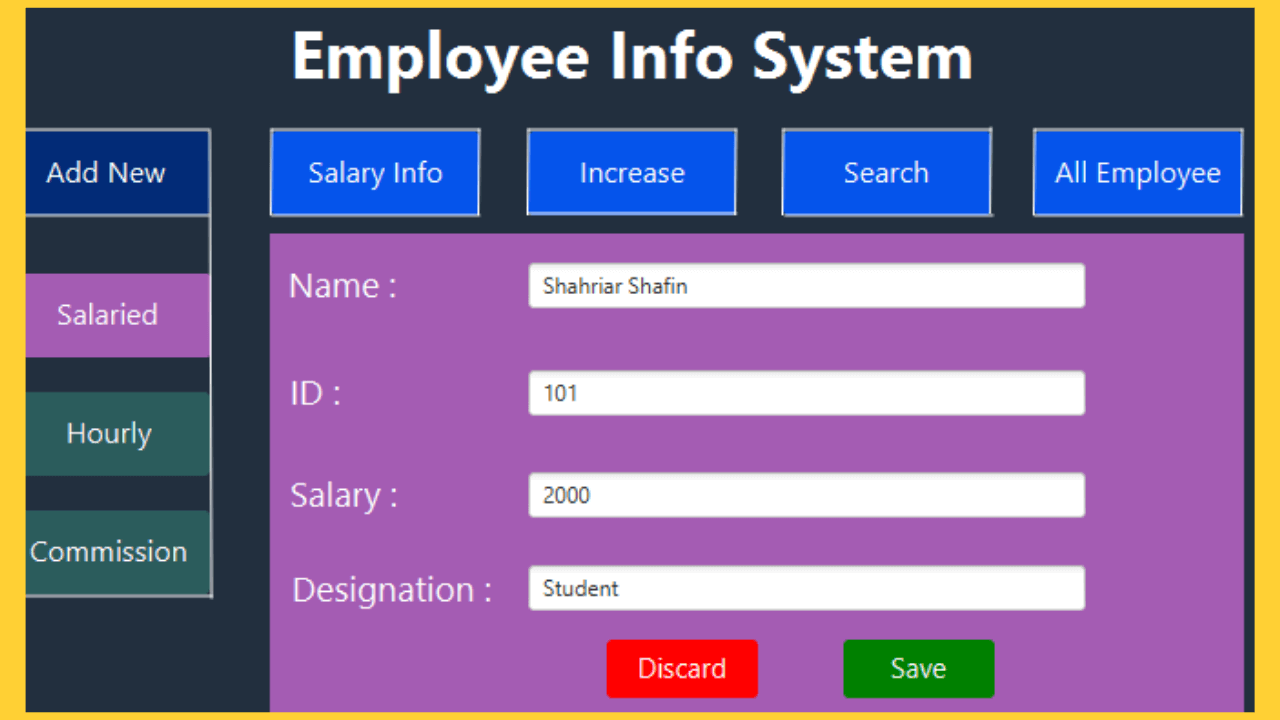 Employee Info System
Add New
Salary Info
Increase
Search
All Employee
Salaried
Hourly
Commission
Name : Shahriar Shafin
ID : 101
Salary : 2000
Designation : Student
Discard
Save